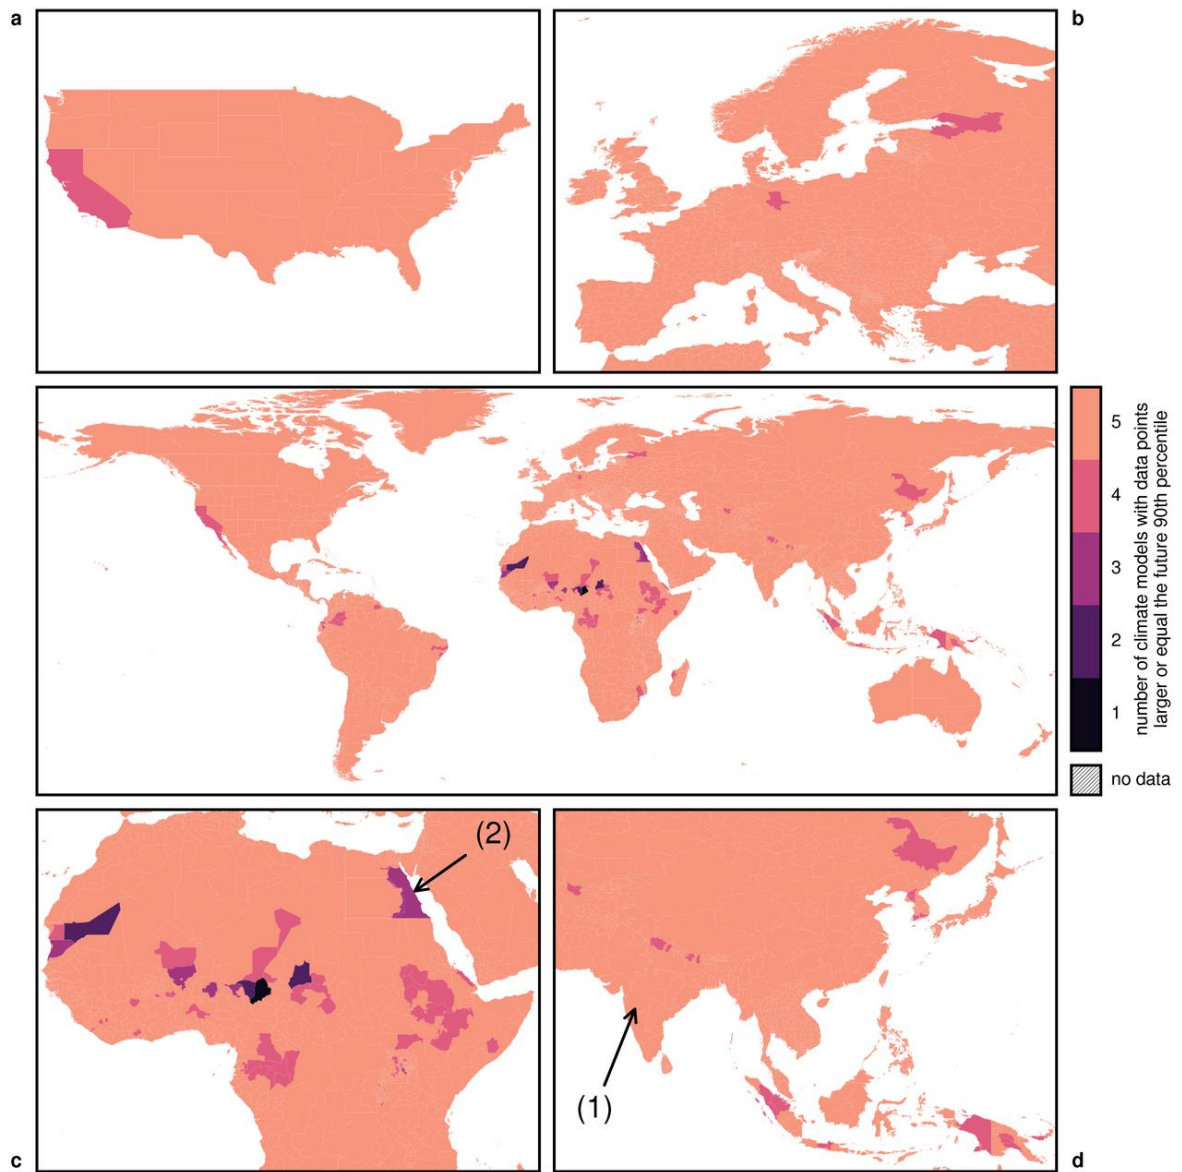 a
b
5
4
3
2
1
number of climate models with data points
larger or equal the future 90th percentile
no data
(2)
(1)
c
d